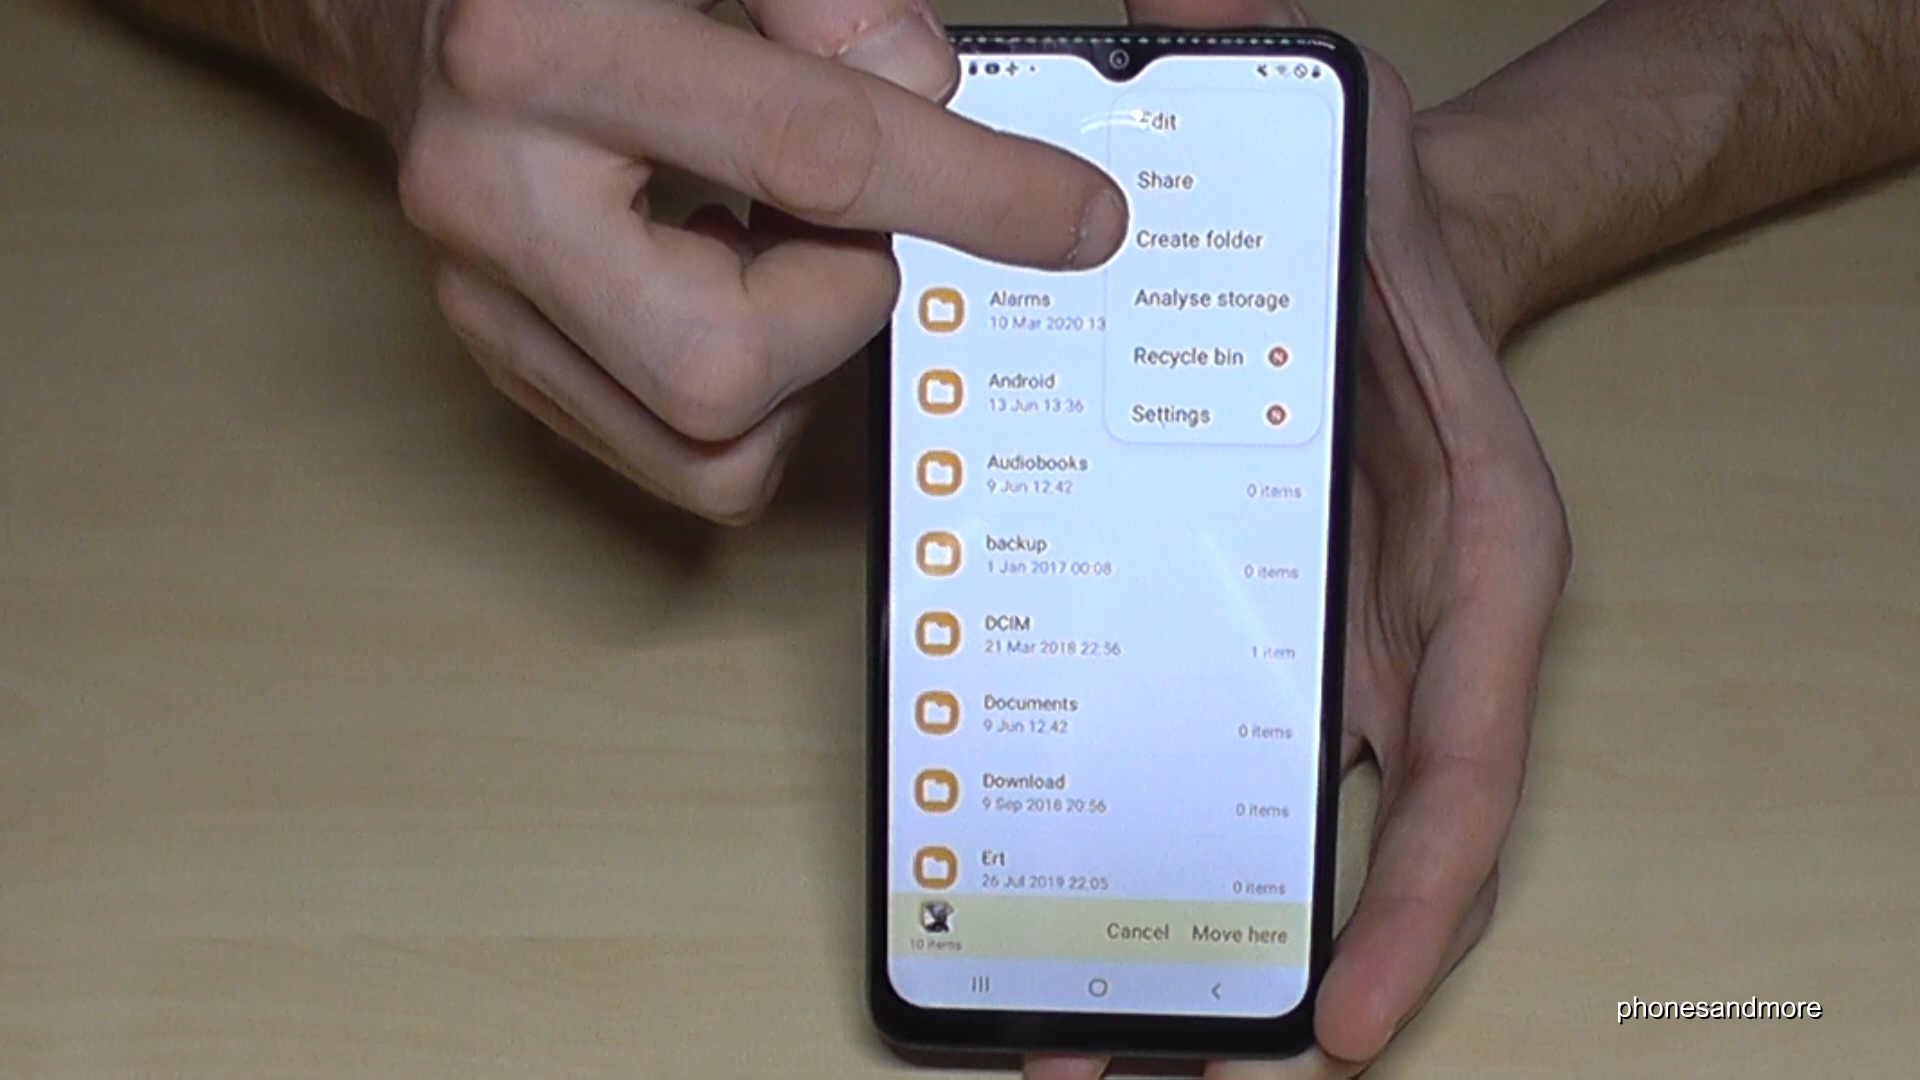 Edit
Share
Create folder
Analyse storage
Recycle bin N
Settings N
Alarms
10 Mar 2020 13
Android
13 Jun 13:36
Audiobooks
9 Jun 12:42
0 items
backup
1 Jan 2017 00:08
0 items
DCIM
21 Mar 2018 22:56
1 item
Documents
9 Jun 12:42
0 items
Download
9 Sep 2018 20:56
0 items
Ert
26 Jul 2019 22:05
0 items
10 items
Cancel Move here
phonesandmore